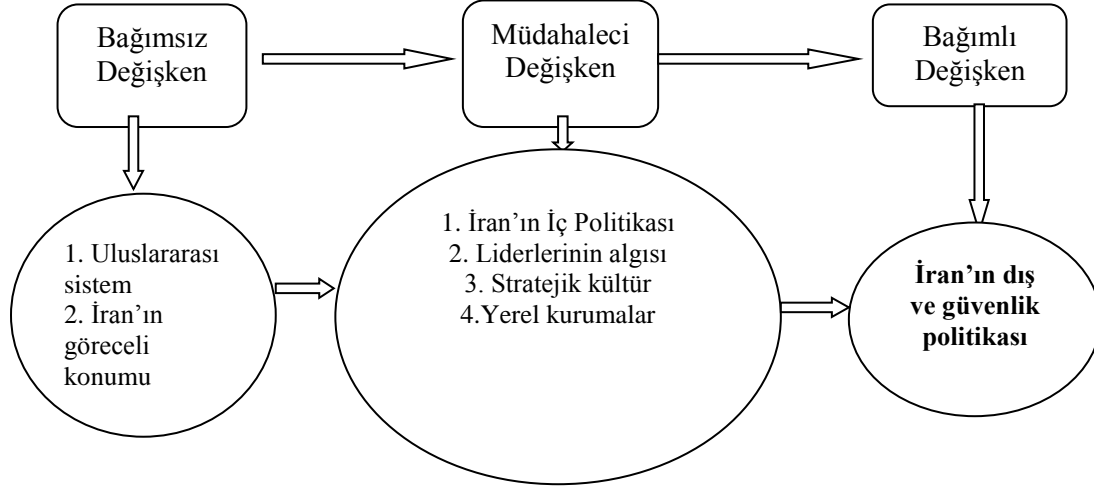 Bağımsız
Değişken
Müdahaleci
Değişken
Bağımlı
Değişken
1. Uluslararası
sistem
2. İran’ın
göreceli
konumu
1. İran’ın İç Politikası
2. Liderlerinin algısı
3. Stratejik kültür
4.Yerel kurumalar
İran’ın dış
ve güvenlik
politikası